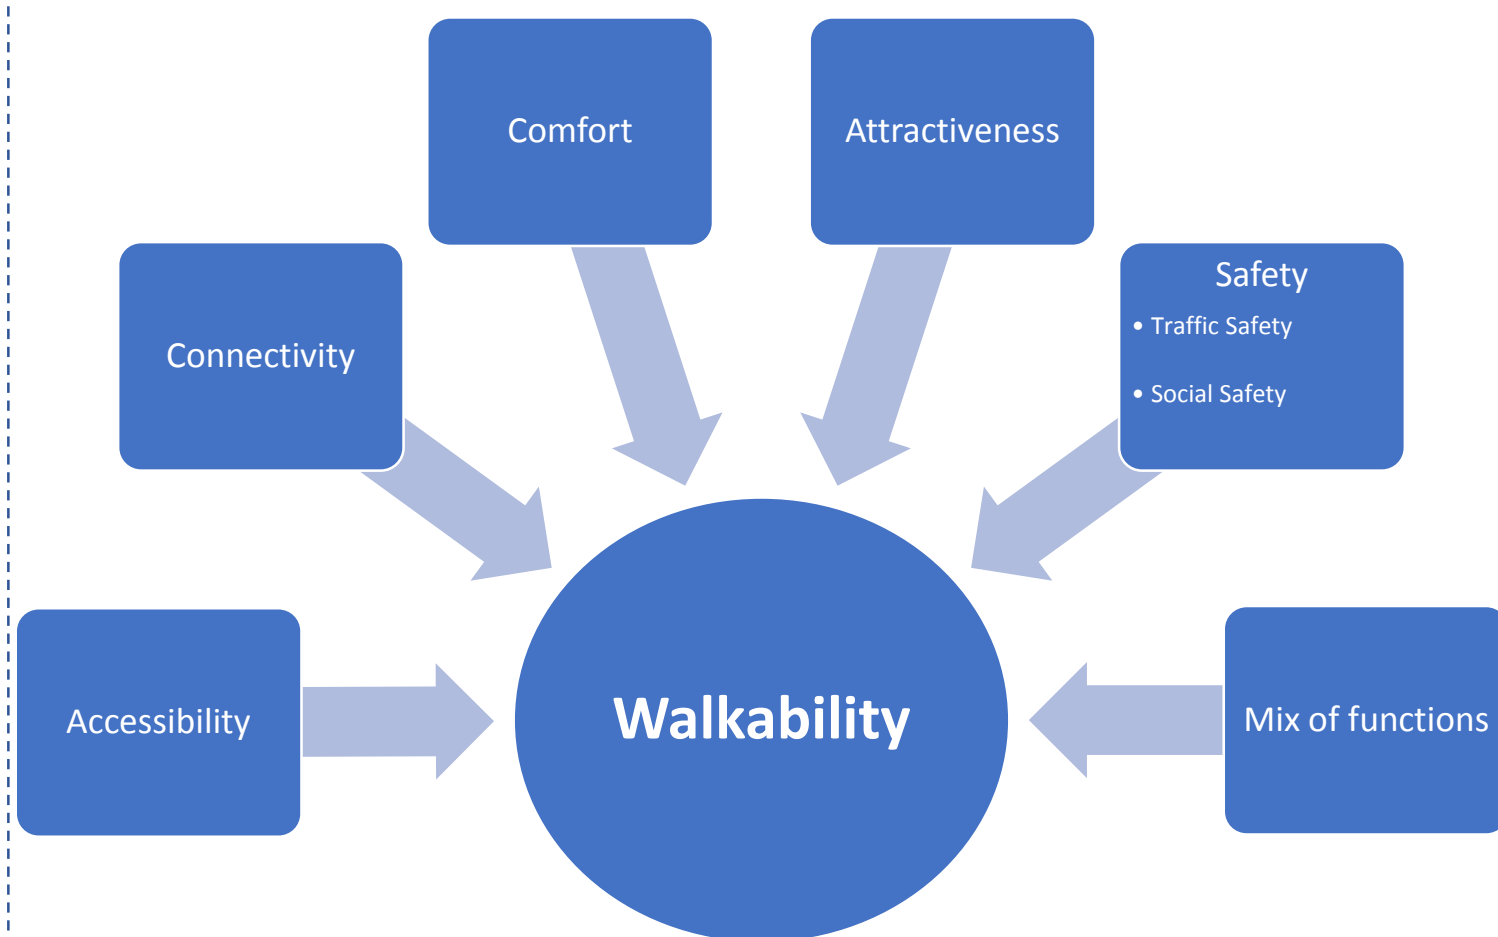 Comfort
Attractiveness
Connectivity
Safety
• Traffic Safety
• Social Safety
Accessibility
Walkability
Mix of functions